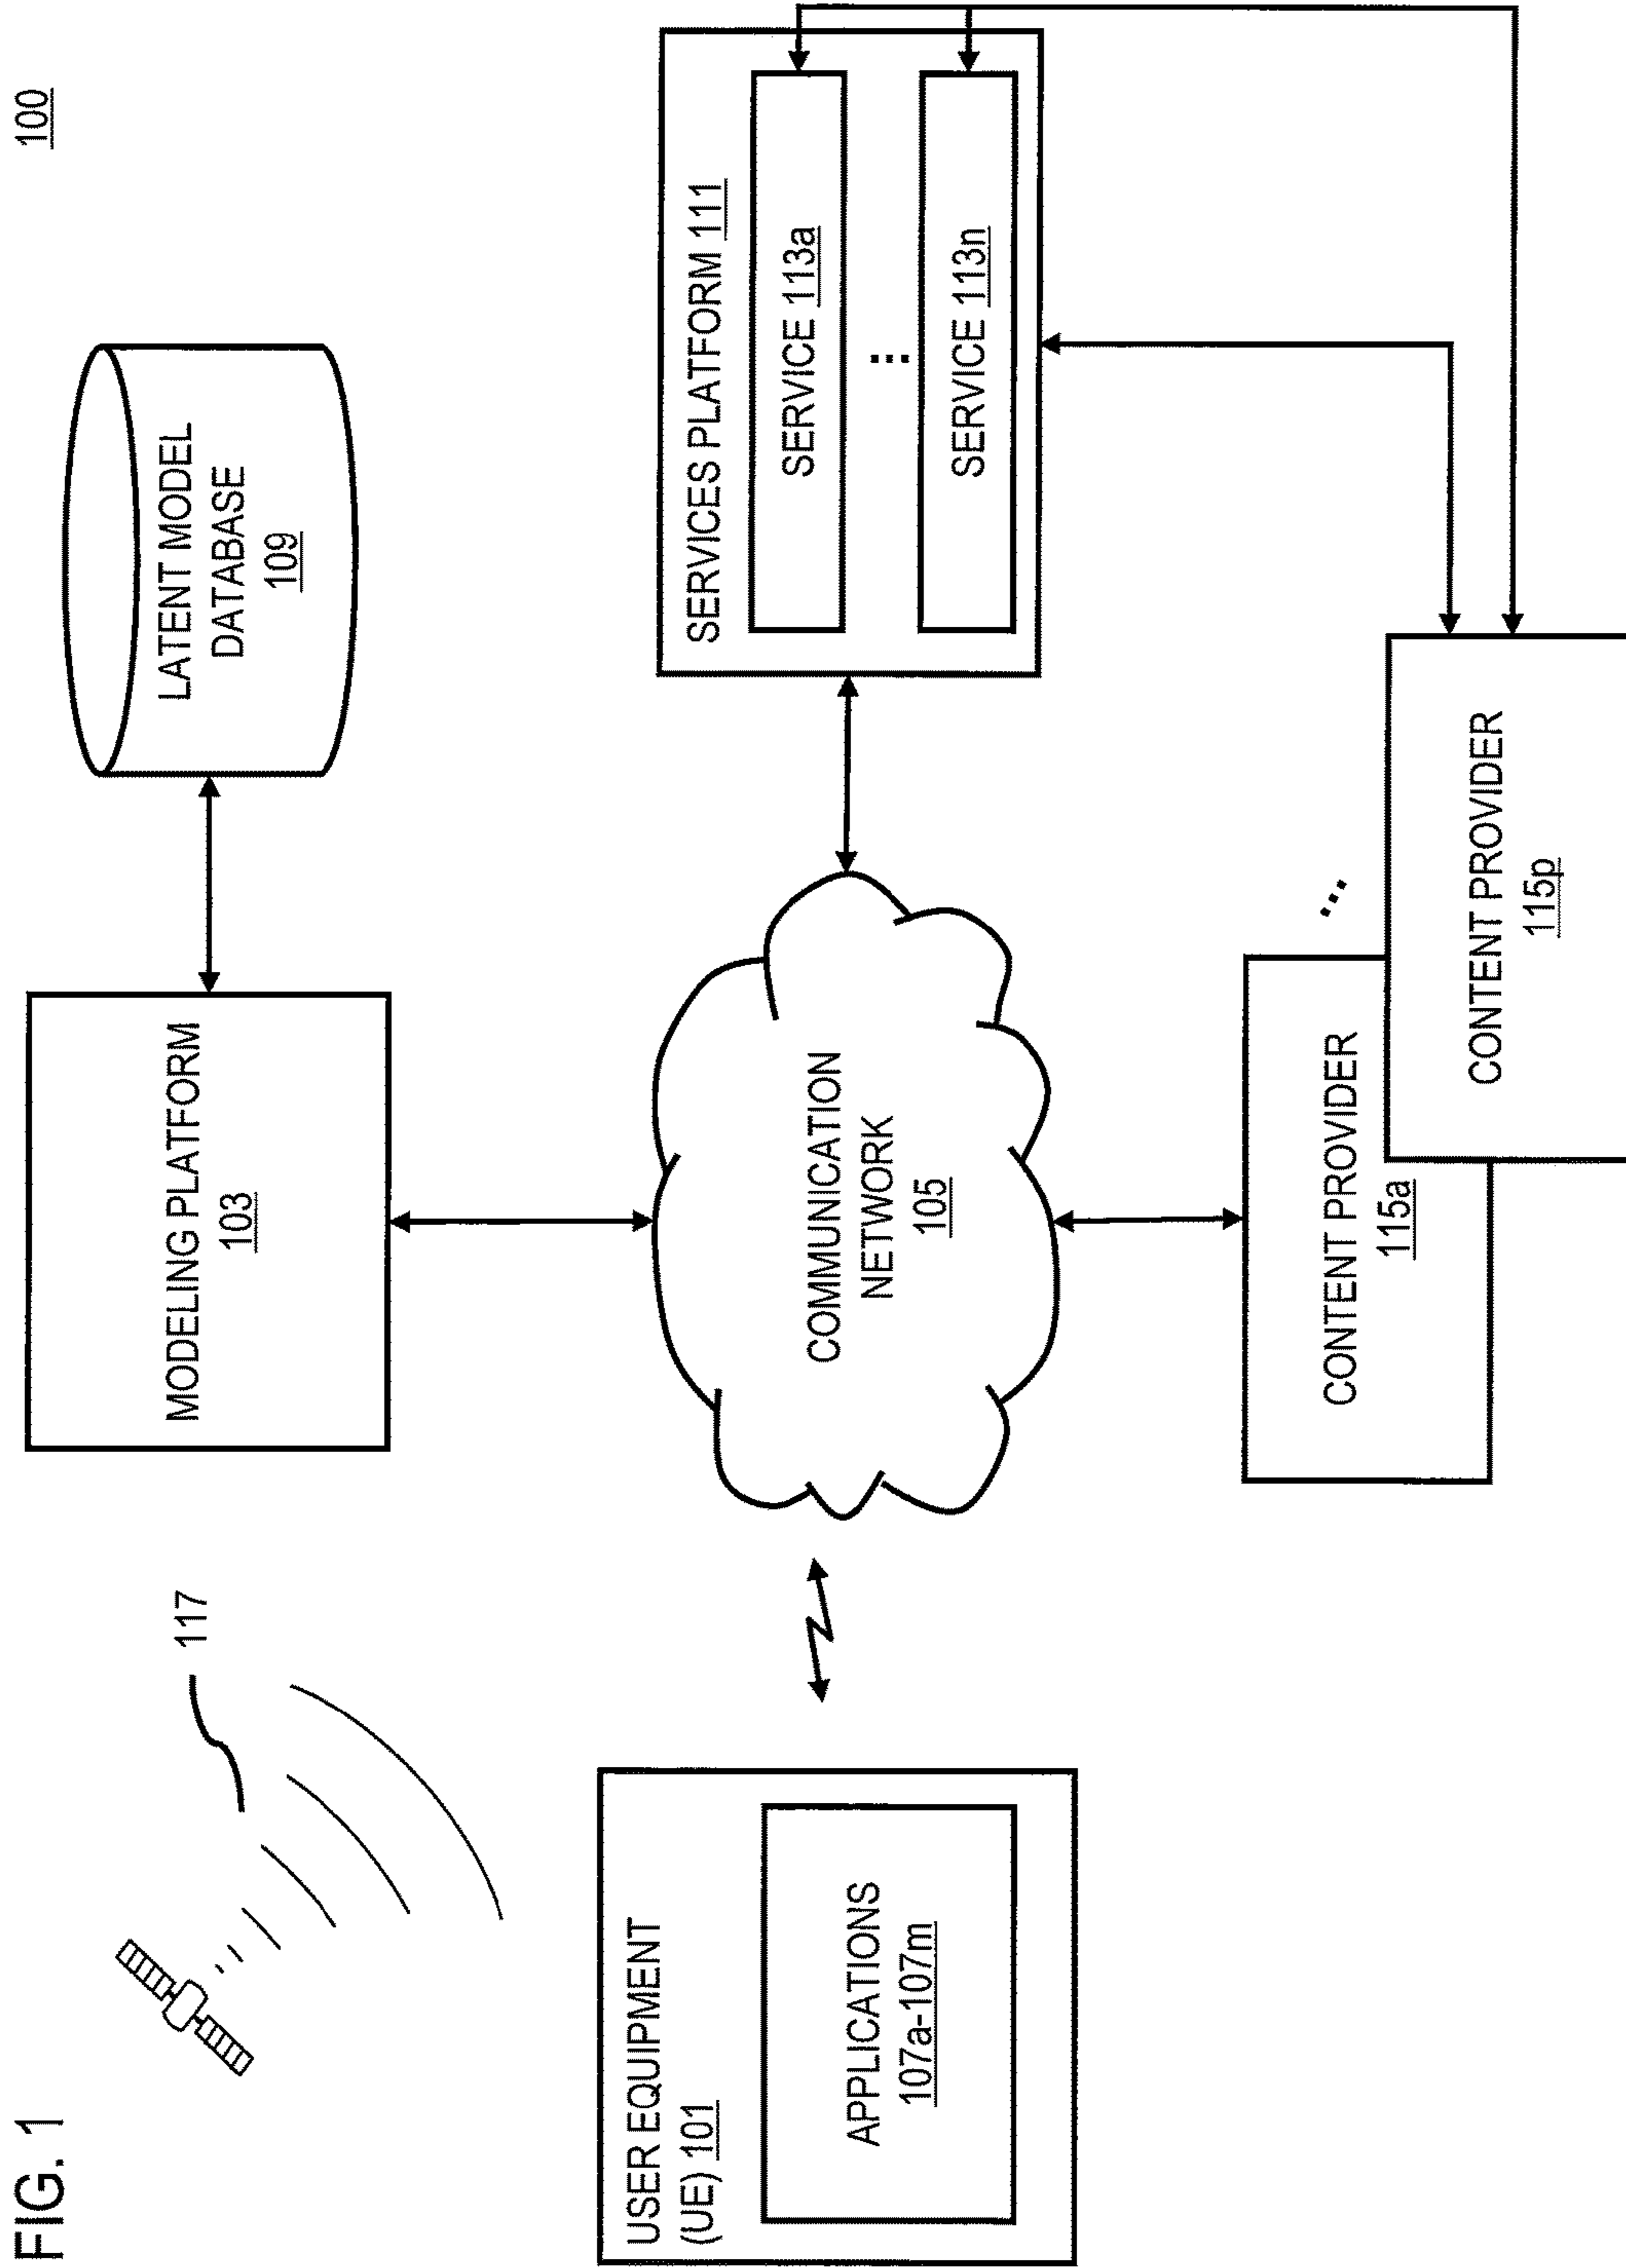 FIG. 1
100
117
MODELING PLATFORM
103
LATENT MODEL
DATABASE
109
USER EQUIPMENT
(UE) 101
APPLICATIONS
107a-107m
COMMUNICATION
NETWORK
105
SERVICES PLATFORM 111
SERVICE 113a
...
SERVICE 113n
CONTENT PROVIDER
115a
...
CONTENT PROVIDER
115p